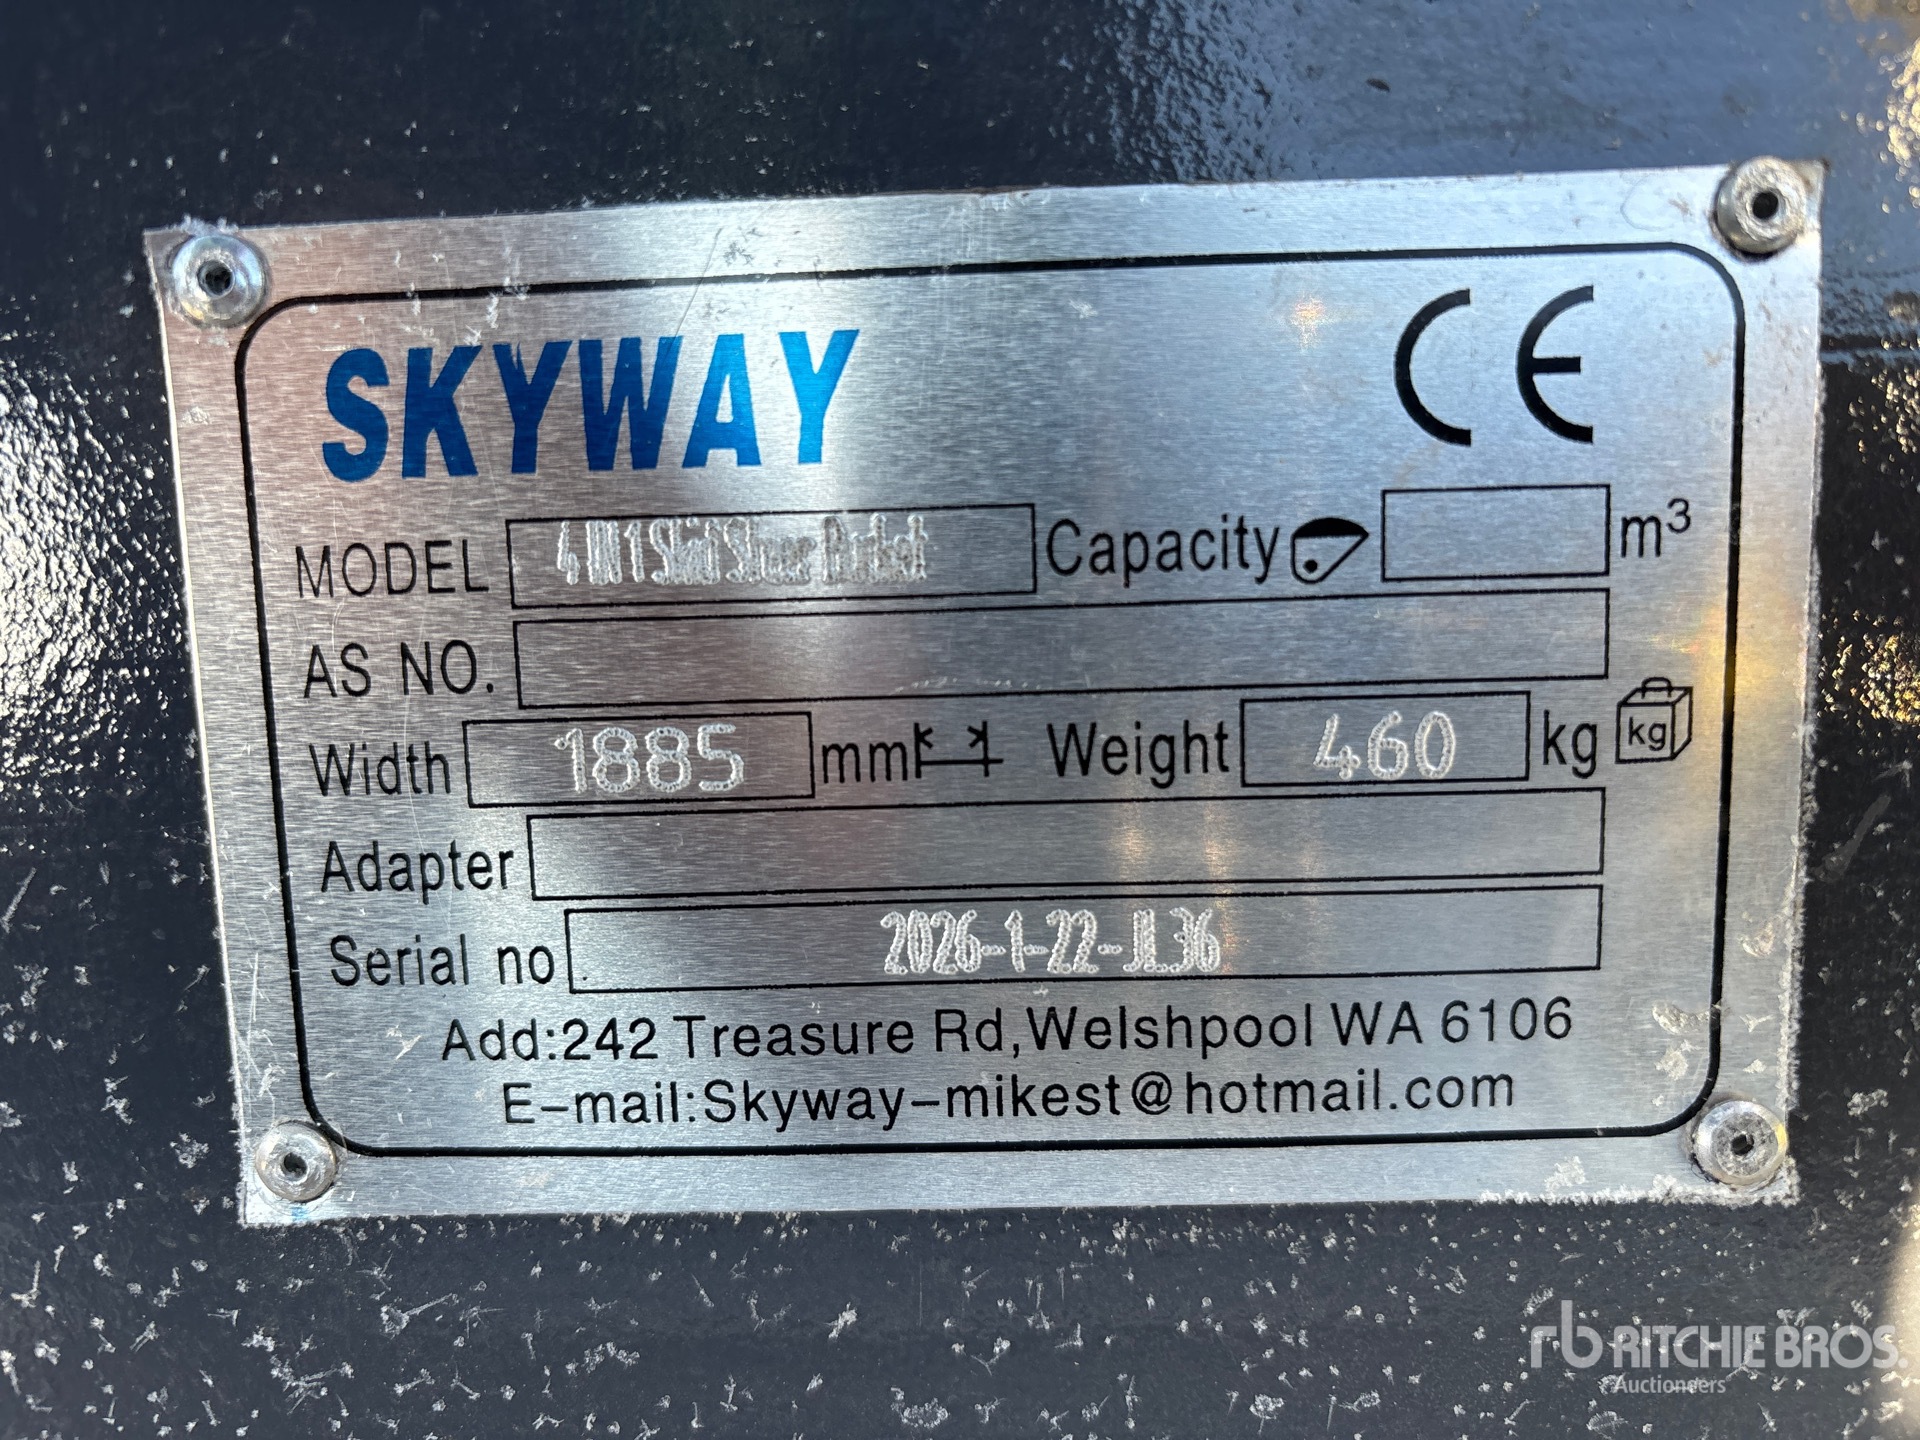 SKYWAY CE
MODEL 4 IN 1 Skid Steer Bucket Capacity m³
AS NO.
Width 1885 mm Weight 460 kg kg
Adapter
Serial no 2026-1-22-JL36
Add:242 Treasure Rd,Welshpool WA 6106
E-mail:Skyway-mikest@hotmail.com
rb RITCHIE BROS.
Auctioneers